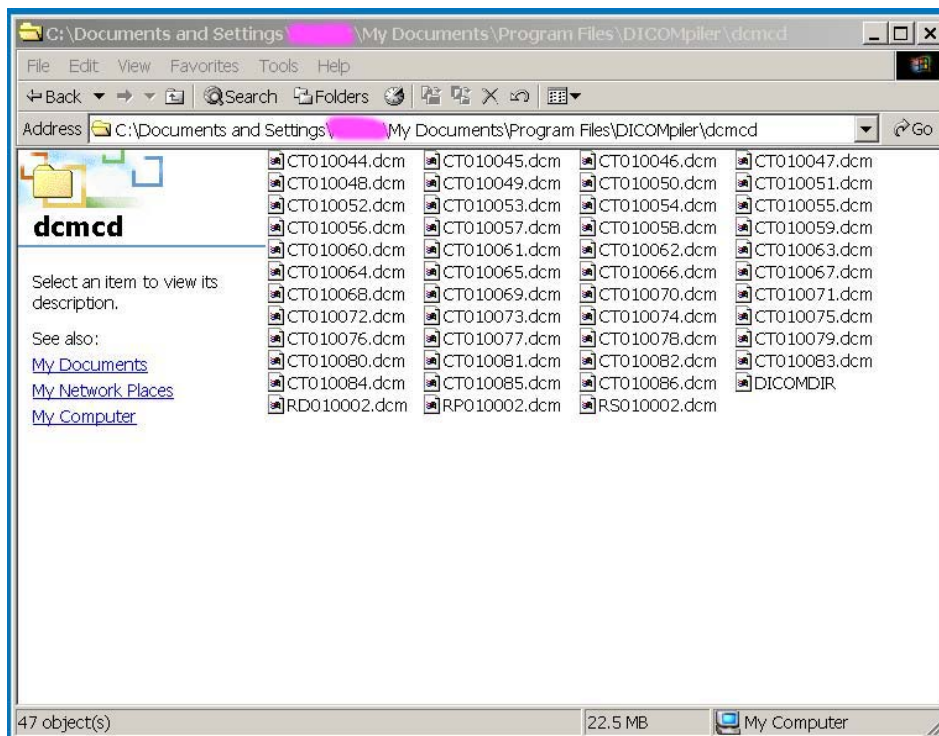 C:\Documents and Settings\ \My Documents\Program Files\DICOMpiler\dcmcd
File Edit View Favorites Tools Help
Back Search Folders
Address C:\Documents and Settings\ \My Documents\Program Files\DICOMpiler\dcmcd Go
CT010044.dcm CT010045.dcm CT010046.dcm CT010047.dcm
CT010048.dcm CT010049.dcm CT010050.dcm CT010051.dcm
CT010052.dcm CT010053.dcm CT010054.dcm CT010055.dcm
CT010056.dcm CT010057.dcm CT010058.dcm CT010059.dcm
CT010060.dcm CT010061.dcm CT010062.dcm CT010063.dcm
CT010064.dcm CT010065.dcm CT010066.dcm CT010067.dcm
CT010068.dcm CT010069.dcm CT010070.dcm CT010071.dcm
CT010072.dcm CT010073.dcm CT010074.dcm CT010075.dcm
CT010076.dcm CT010077.dcm CT010078.dcm CT010079.dcm
CT010080.dcm CT010081.dcm CT010082.dcm CT010083.dcm
CT010084.dcm CT010085.dcm CT010086.dcm DICOMDIR
RD010002.dcm RP010002.dcm RS010002.dcm
dcmcd
Select an item to view its
description.
See also:
My Documents
My Network Places
My Computer
47 object(s) 22.5 MB My Computer